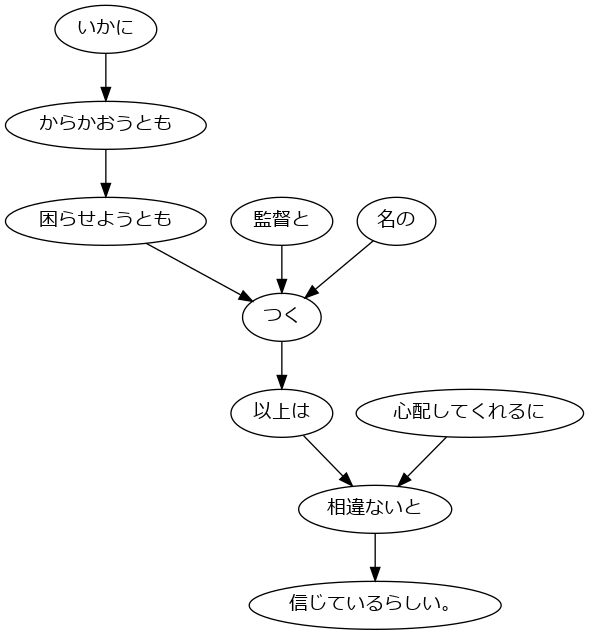 いかに
からかおうとも
困らせようとも
監督と
名の
つく
以上は
心配してくれるに
相違ないと
信じているらしい。